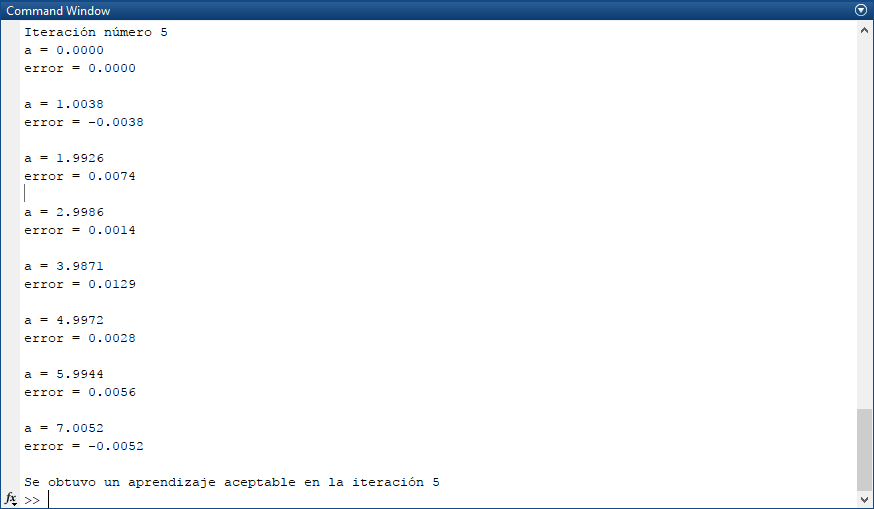 Command Window
Iteración número 5
a = 0.0000
error = 0.0000
a = 1.0038
error = -0.0038
a = 1.9926
error = 0.0074
a = 2.9986
error = 0.0014
a = 3.9871
error = 0.0129
a = 4.9972
error = 0.0028
a = 5.9944
error = 0.0056
a = 7.0052
error = -0.0052
Se obtuvo un aprendizaje aceptable en la iteración 5
fx >>